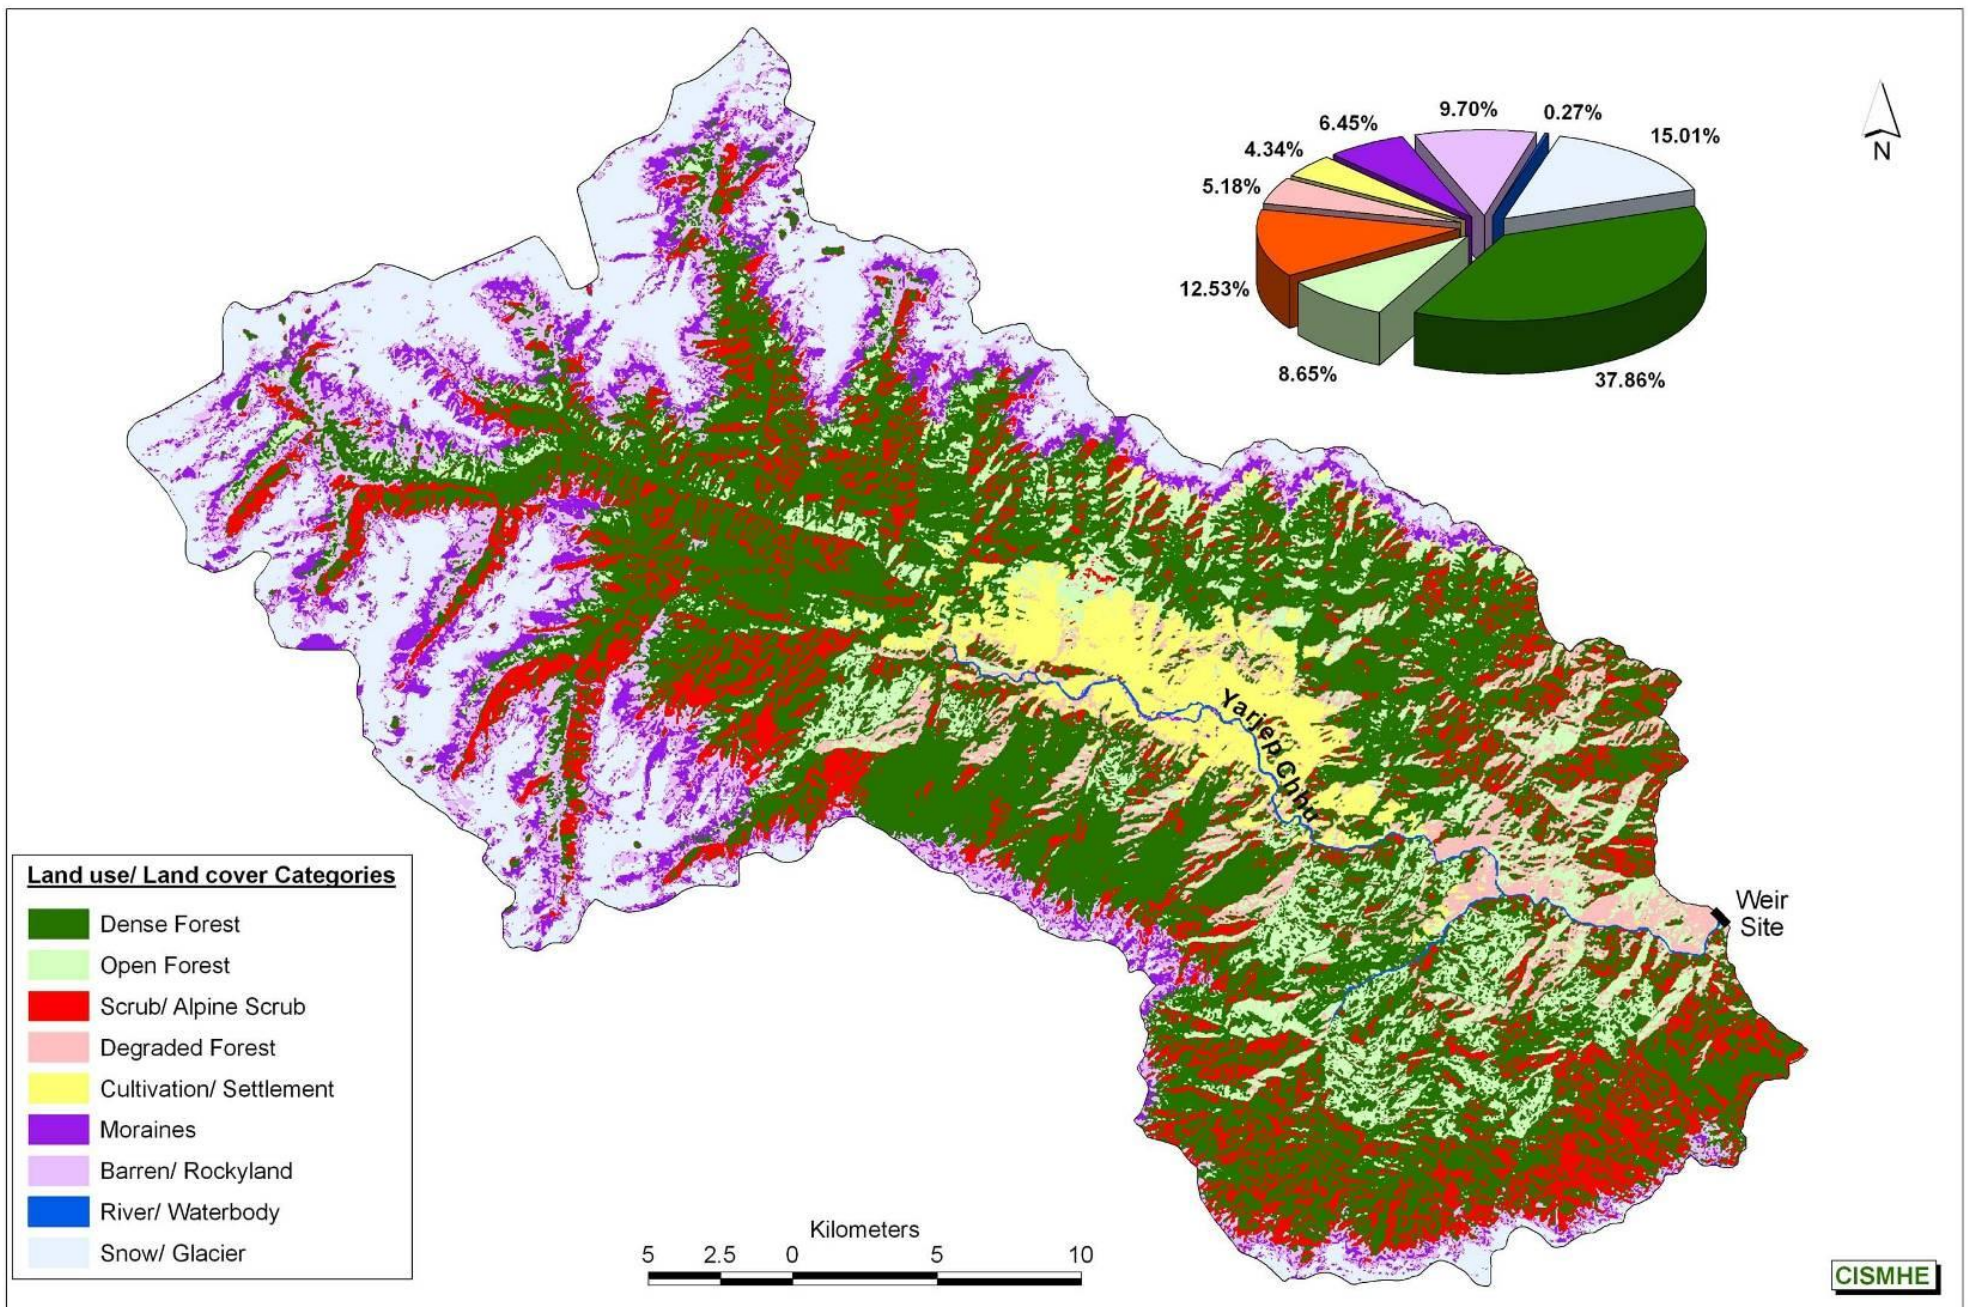 9.70%
0.27%
6.45%
15.01%
4.34%
5.18%
N
12.53%
8.65%
37.86%
Yarjep Chhu
Weir
Site
Land use/ Land cover Categories
Dense Forest
Open Forest
Scrub/ Alpine Scrub
Degraded Forest
Cultivation/ Settlement
Moraines
Barren/ Rockyland
River/ Waterbody
Snow/ Glacier
Kilometers
5 2.5 0 5 10
CISMHE